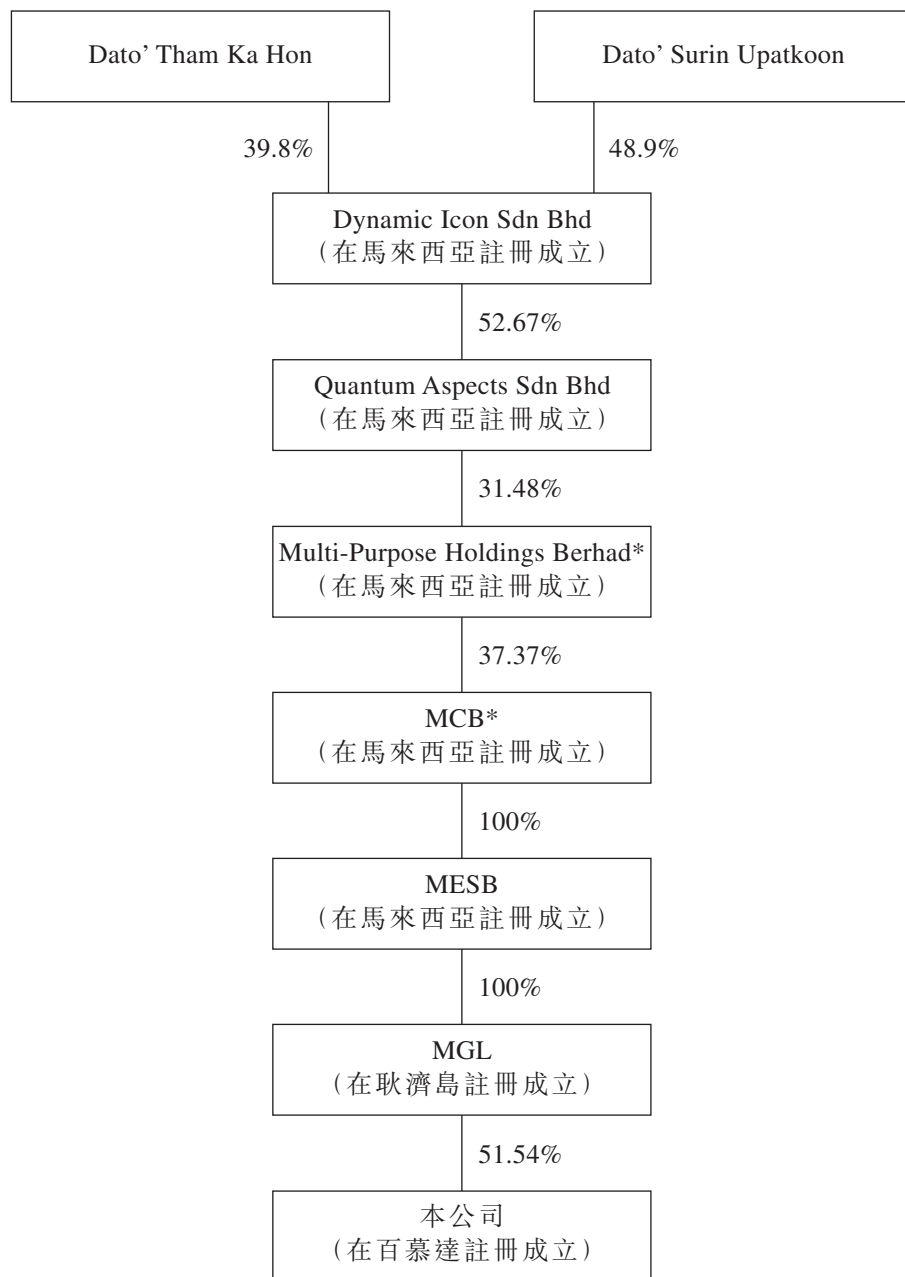 Dato’ Tham Ka Hon
Dato’ Surin Upatkoon
39.8%
48.9%
Dynamic Icon Sdn Bhd
（在馬來西亞註冊成立）
52.67%
Quantum Aspects Sdn Bhd
（在馬來西亞註冊成立）
31.48%
Multi-Purpose Holdings Berhad*
（在馬來西亞註冊成立）
37.37%
MCB*
（在馬來西亞註冊成立）
100%
MESB
（在馬來西亞註冊成立）
100%
MGL
（在耿濟島註冊成立）
51.54%
本公司
（在百慕達註冊成立）